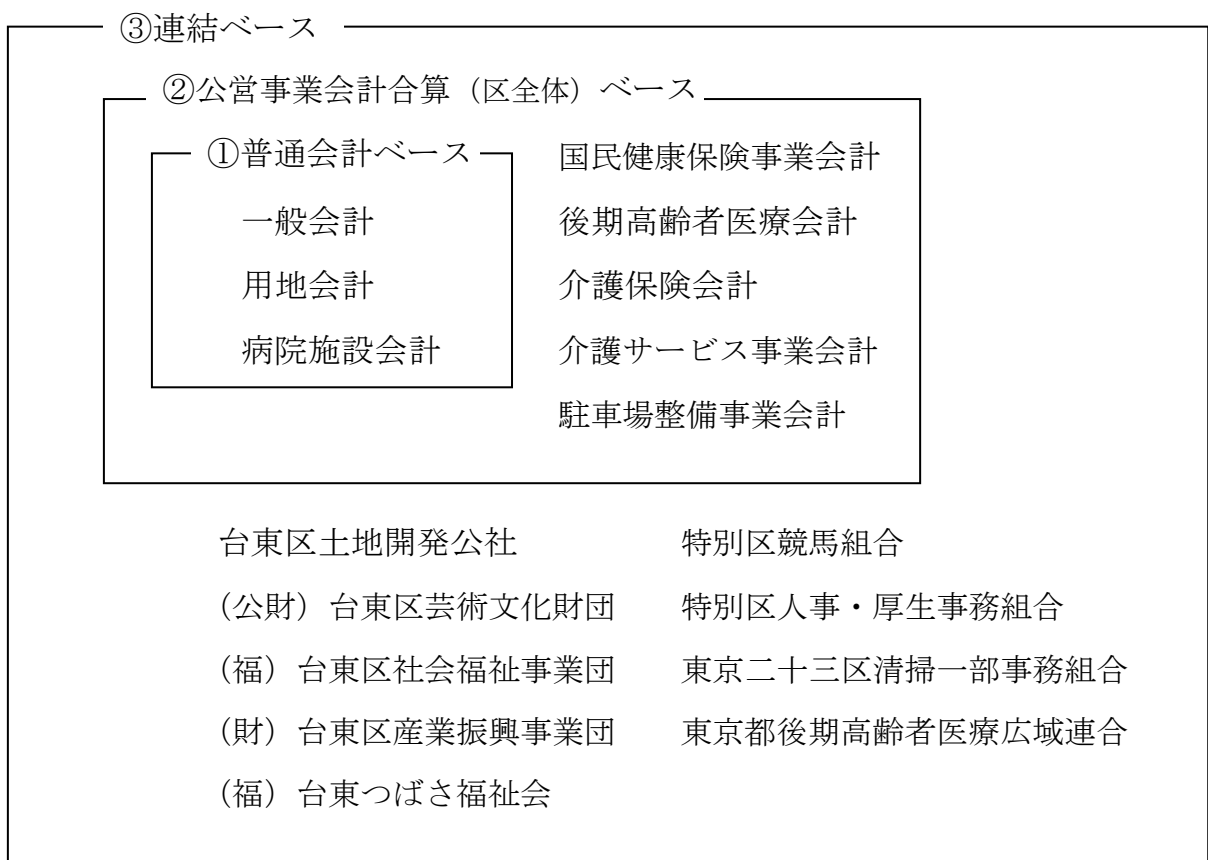 ③連結ベース
②公営事業会計合算（区全体）ベース
①普通会計ベース
一般会計
用地会計
病院施設会計
国民健康保険事業会計
後期高齢者医療会計
介護保険会計
介護サービス事業会計
駐車場整備事業会計
台東区土地開発公社
（公財）台東区芸術文化財団
（福）台東区社会福祉事業団
（財）台東区産業振興事業団
（福）台東つばさ福祉会
特別区競馬組合
特別区人事・厚生事務組合
東京二十三区清掃一部事務組合
東京都後期高齢者医療広域連合